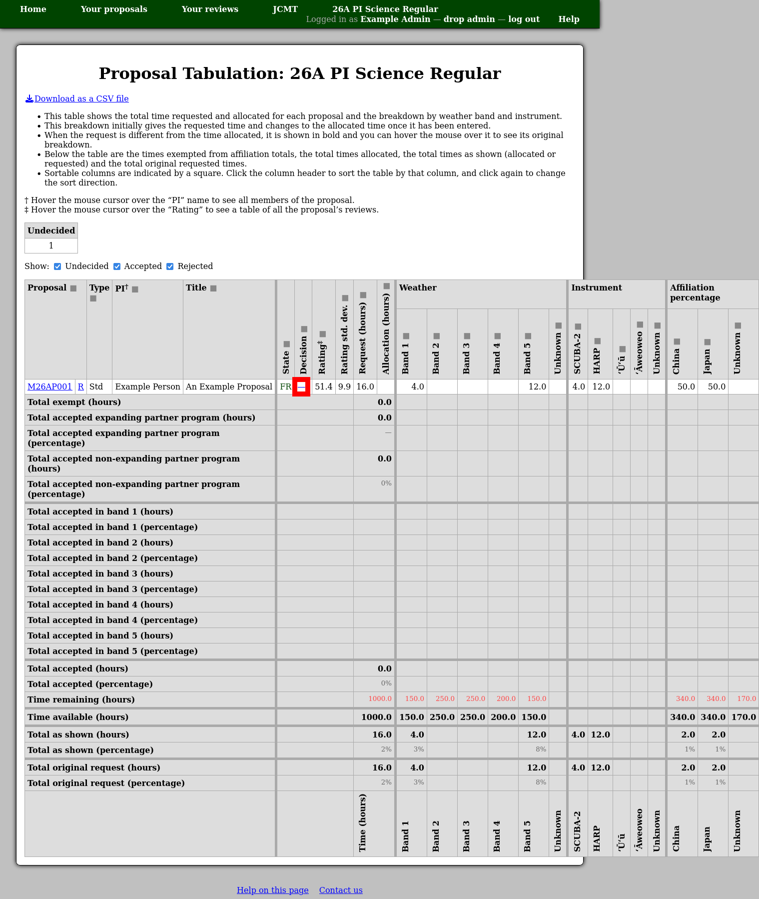 Home Your proposals Your reviews JCMT 26A PI Science Regular
Logged in as Example Admin — drop admin — log out Help
Proposal Tabulation: 26A PI Science Regular
Download as a CSV file
• This table shows the total time requested and allocated for each proposal and the breakdown by weather band and instrument.
• This breakdown initially gives the requested time and changes to the allocated time once it has been entered.
• When the request is different from the time allocated, it is shown in bold and you can hover the mouse over it to see its original
breakdown.
• Below the table are the times exempted from affiliation totals, the total times allocated, the total times as shown (allocated or
requested) and the total original requested times.
• Sortable columns are indicated by a square. Click the column header to sort the table by that column, and click again to change
the sort direction.
† Hover the mouse cursor over the “PI” name to see all members of the proposal.
‡ Hover the mouse cursor over the “Rating” to see a table of all the proposal’s reviews.
Undecided
1
Show: Undecided Accepted Rejected
Proposal Type PI† Title State Decision Rating‡ Rating std. dev. Request (hours) Allocation (hours) Weather Instrument Affiliation
percentage
Band 1 Band 2 Band 3 Band 4 Band 5 Unknown SCUBA-2 HARP ʻŪʻū ʻĀweoweo Unknown China Japan Unknown
M26AP001 R Std Example Person An Example Proposal FR — 51.4 9.9 16.0 4.0 12.0 4.0 12.0 50.0 50.0
Total exempt (hours) 0.0
Total accepted expanding partner program (hours) 0.0
Total accepted expanding partner program —
(percentage)
Total accepted non-expanding partner program 0.0
(hours)
Total accepted non-expanding partner program 0%
(percentage)
Total accepted in band 1 (hours)
Total accepted in band 1 (percentage)
Total accepted in band 2 (hours)
Total accepted in band 2 (percentage)
Total accepted in band 3 (hours)
Total accepted in band 3 (percentage)
Total accepted in band 4 (hours)
Total accepted in band 4 (percentage)
Total accepted in band 5 (hours)
Total accepted in band 5 (percentage)
Total accepted (hours) 0.0
Total accepted (percentage) 0%
Time remaining (hours) 1000.0 150.0 250.0 250.0 200.0 150.0 340.0 340.0 170.0
Time available (hours) 1000.0 150.0 250.0 250.0 200.0 150.0 340.0 340.0 170.0
Total as shown (hours) 16.0 4.0 12.0 4.0 12.0 2.0 2.0
Total as shown (percentage) 2% 3% 8% 1% 1%
Total original request (hours) 16.0 4.0 12.0 4.0 12.0 2.0 2.0
Total original request (percentage) 2% 3% 8% 1% 1%
Time (hours) Band 1 Band 2 Band 3 Band 4 Band 5 Unknown SCUBA-2 HARP ʻŪʻū ʻĀweoweo Unknown China Japan Unknown
Help on this page Contact us